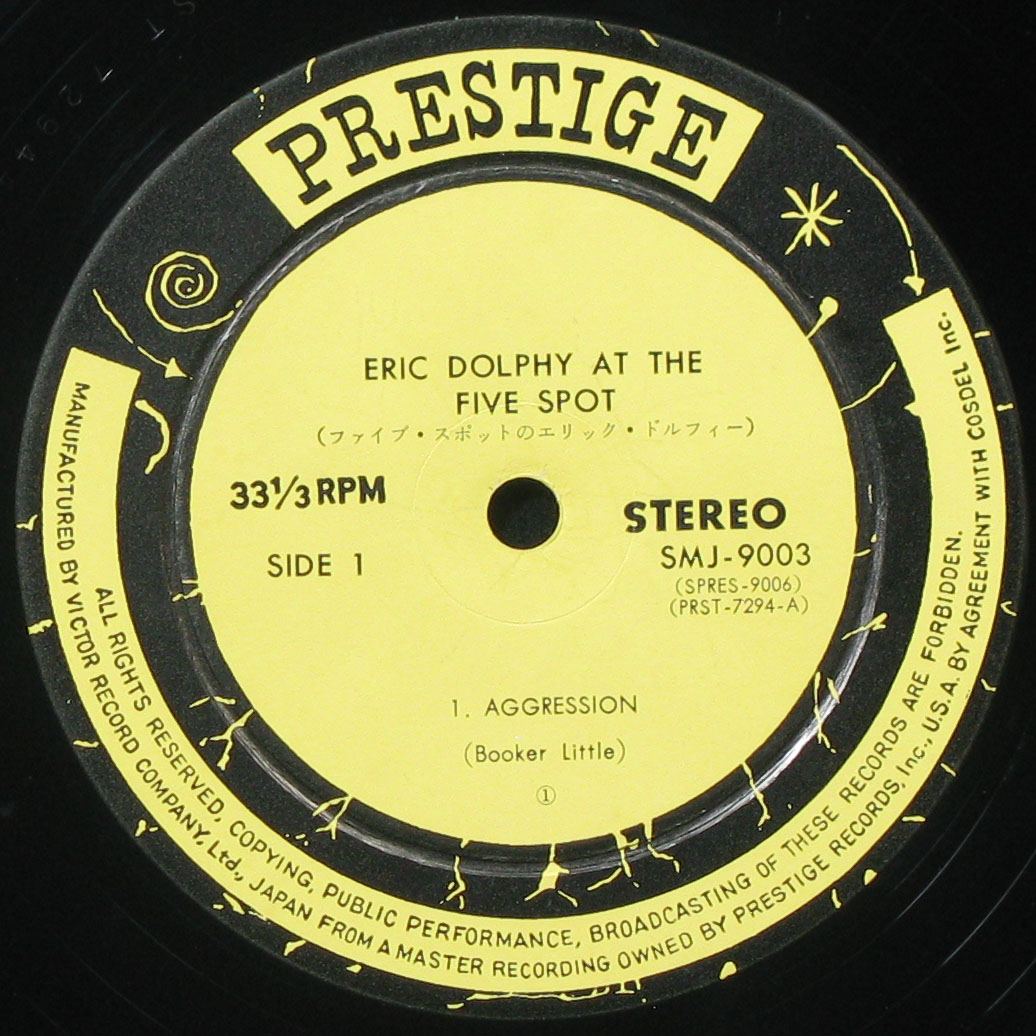 PRESTIGE
ERIC DOLPHY AT THE
FIVE SPOT
(ファイブ・スポットのエリック・ドルフィー)
33⅓ RPM
STEREO
SIDE 1
SMJ-9003
(SPRES-9006)
(PRST-7294-A)
1. AGGRESSION
(Booker Little)
①
ALL RIGHTS RESERVED, COPYING, PUBLIC PERFORMANCE, BROADCASTING OF THESE RECORDS ARE FORBIDDEN.
MANUFACTURED BY VICTOR RECORD COMPANY, Ltd., JAPAN FROM A MASTER RECORDING OWNED BY PRESTIGE RECORDS, Inc., U.S.A. BY AGREEMENT WITH COSDEL Inc.